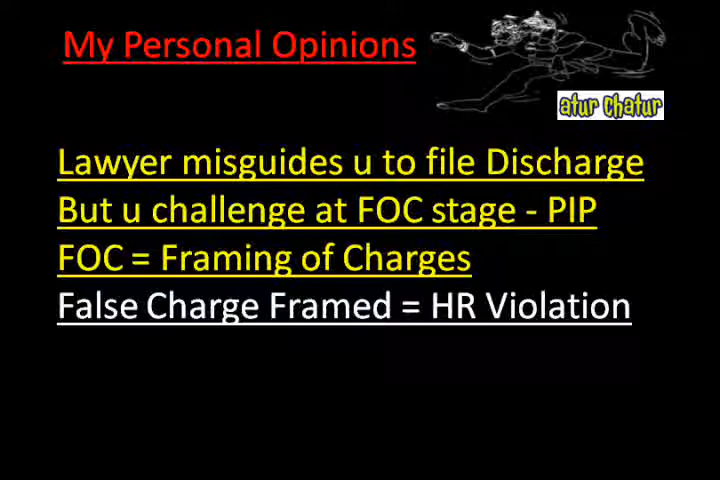 My Personal Opinions
atur chatur
Lawyer misguides u to file Discharge
But u challenge at FOC stage - PIP
FOC = Framing of Charges
False Charge Framed = HR Violation